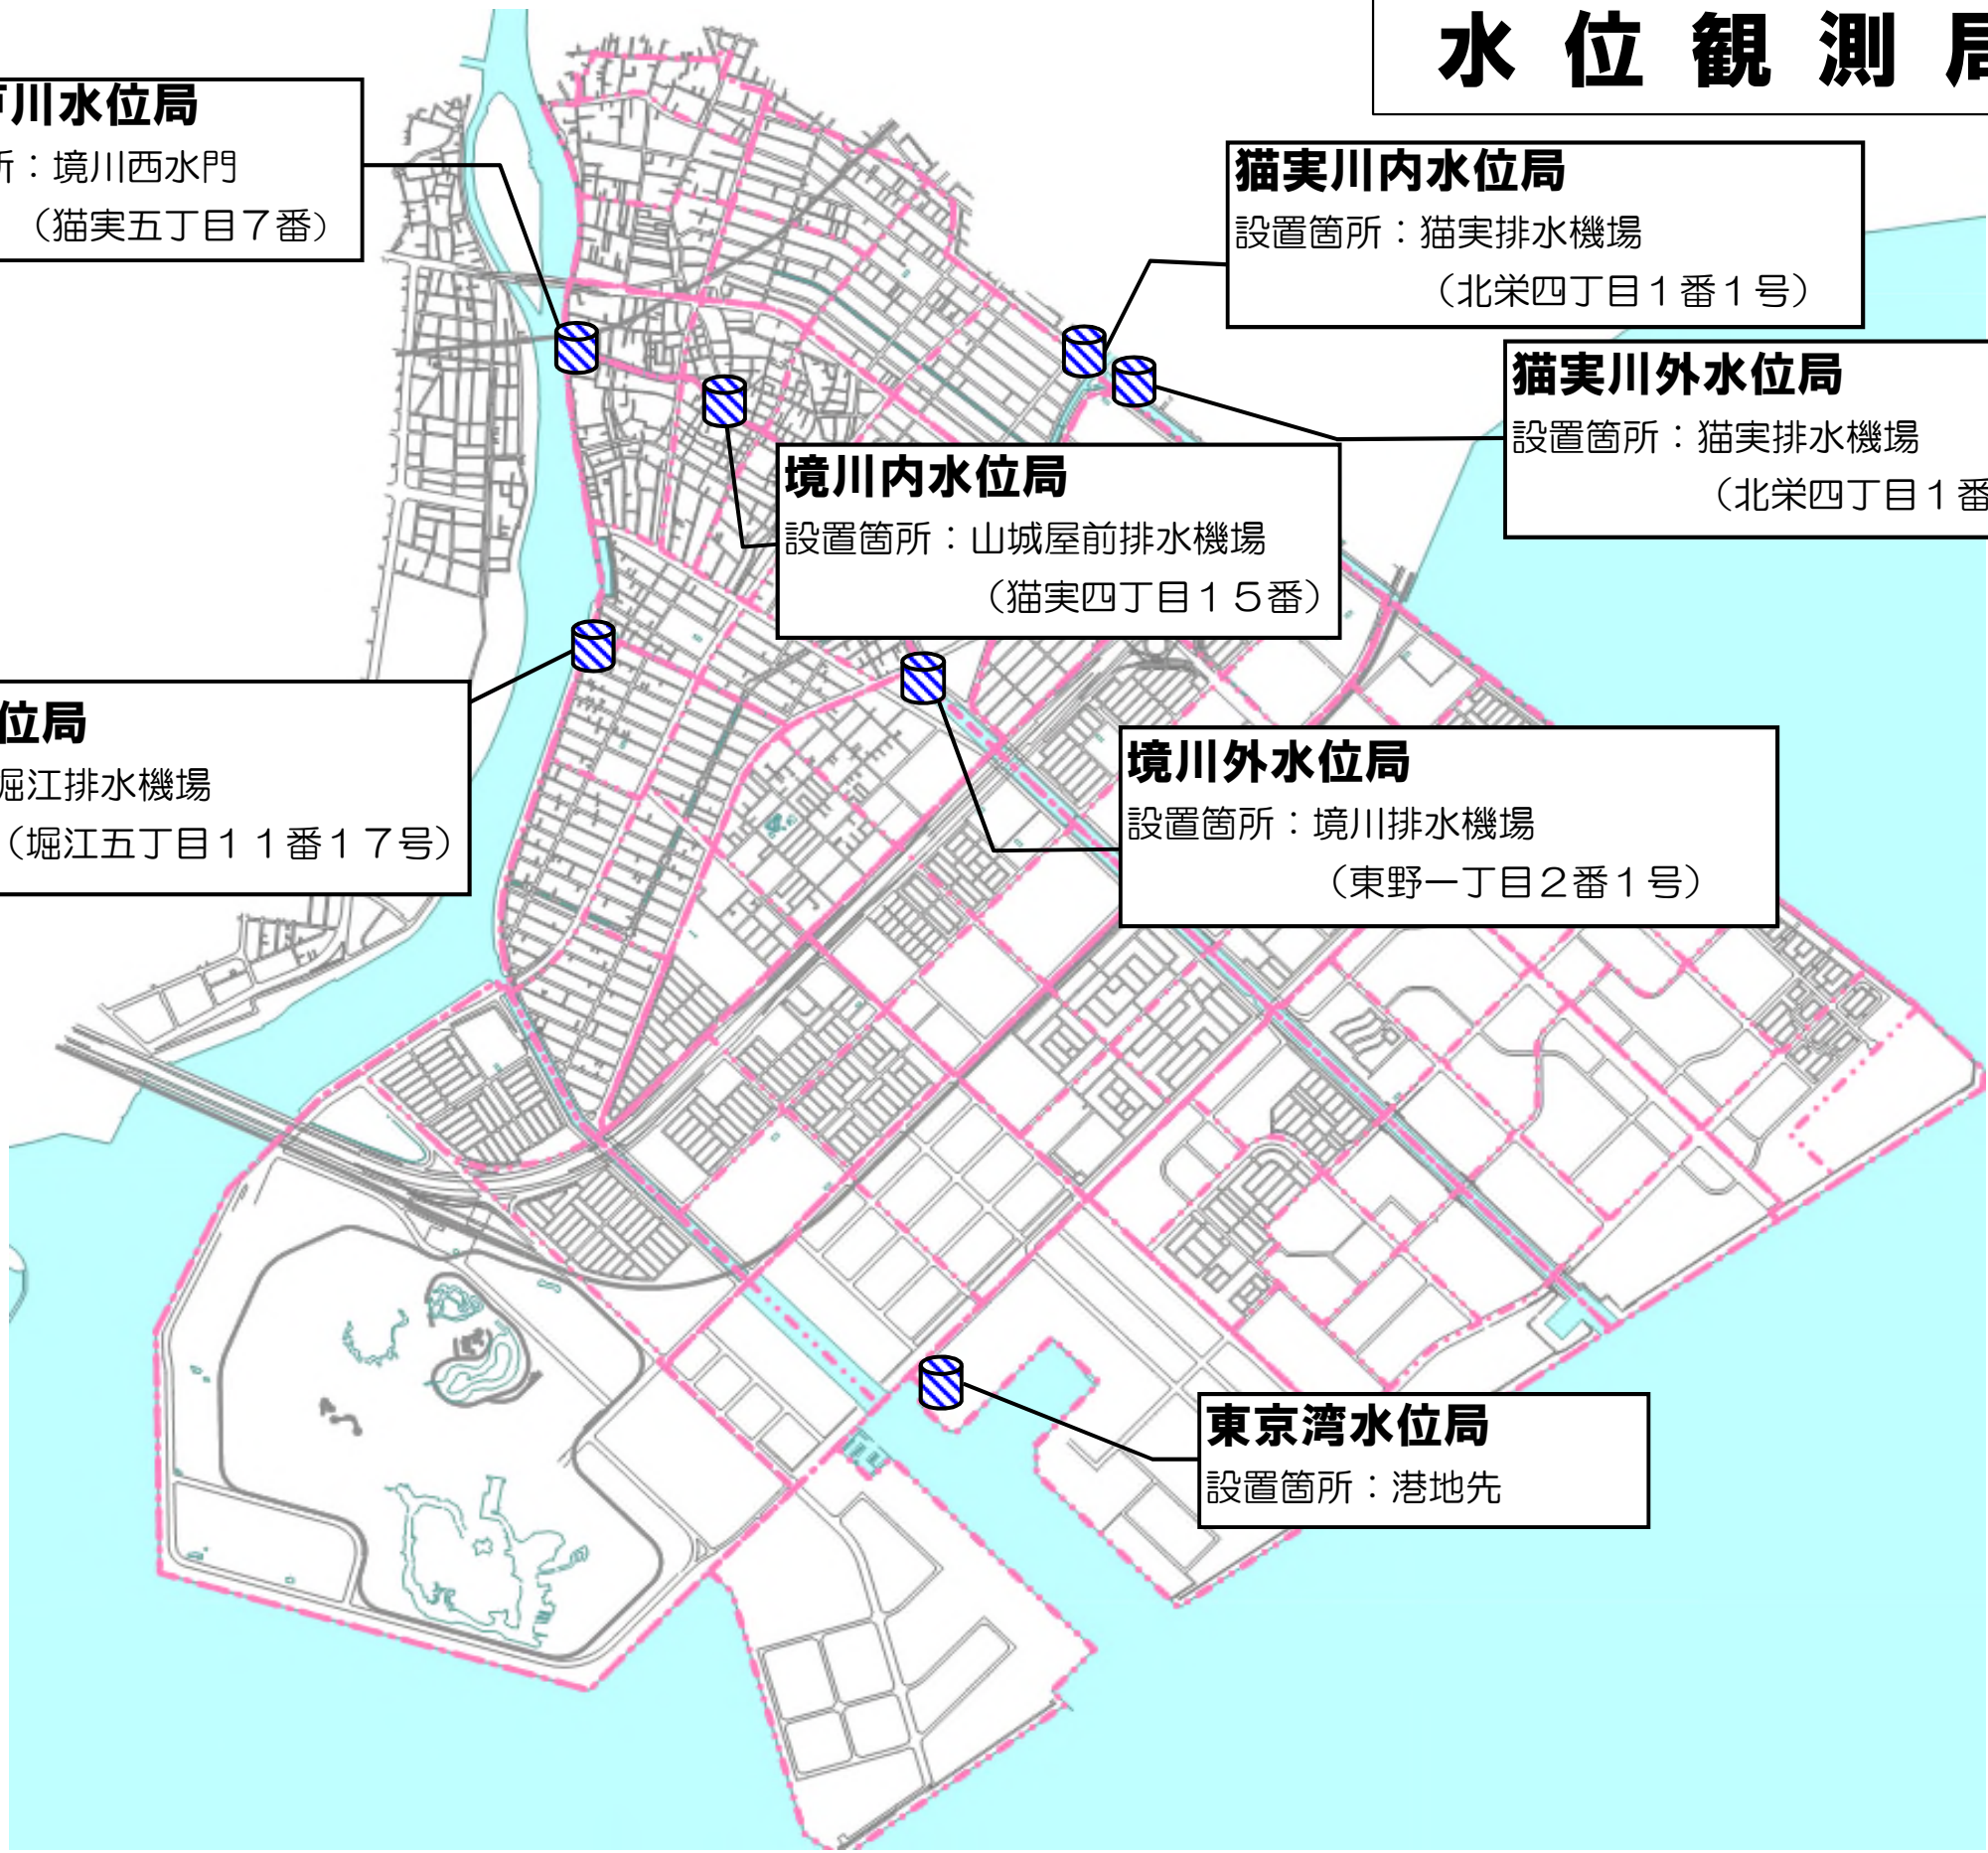 水位観測局
戸川水位局
所：境川西水門
（猫実五丁目７番）
猫実川内水位局
設置箇所：猫実排水機場
（北栄四丁目１番１号）
猫実川外水位局
設置箇所：猫実排水機場
（北栄四丁目１番
境川内水位局
設置箇所：山城屋前排水機場
（猫実四丁目１５番）
位局
堀江排水機場
（堀江五丁目１１番１７号）
境川外水位局
設置箇所：境川排水機場
（東野一丁目２番１号）
東京湾水位局
設置箇所：港地先